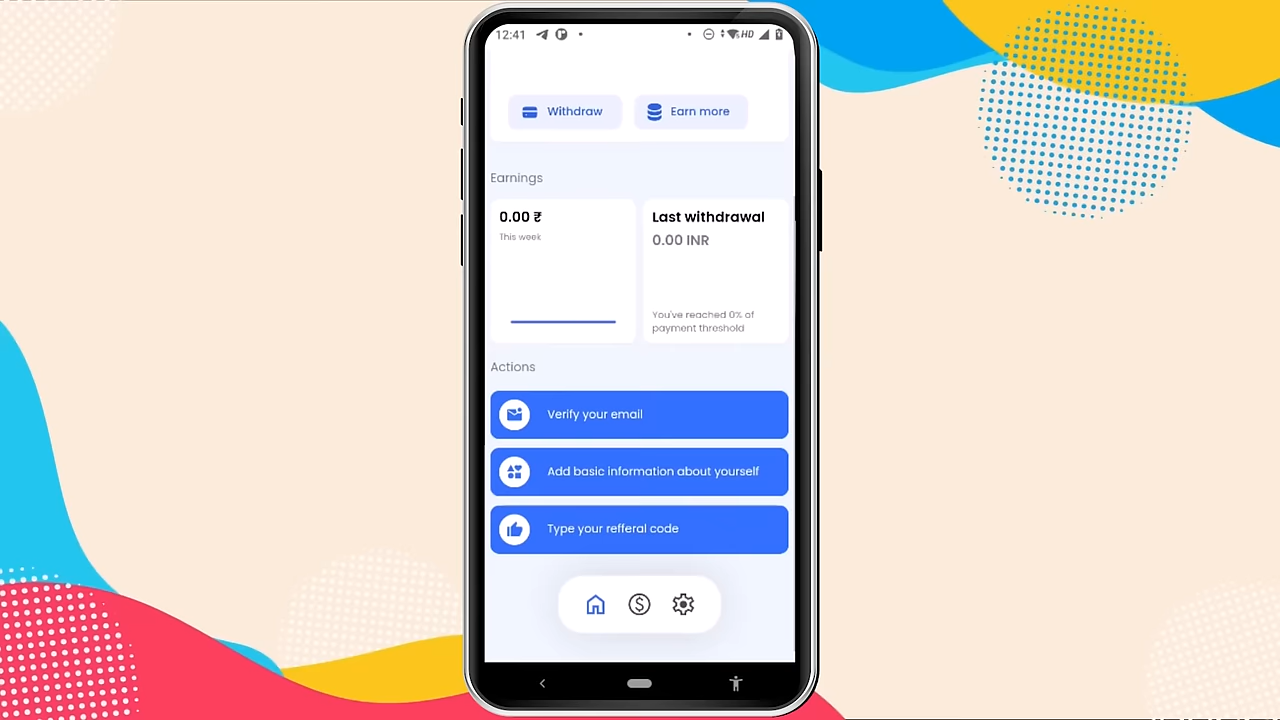 12:41
HD
Withdraw
Earn more
Earnings
0.00 ₹
This week
Last withdrawal
0.00 INR
You've reached 0% of
payment threshold
Actions
Verify your email
Add basic information about yourself
Type your refferal code